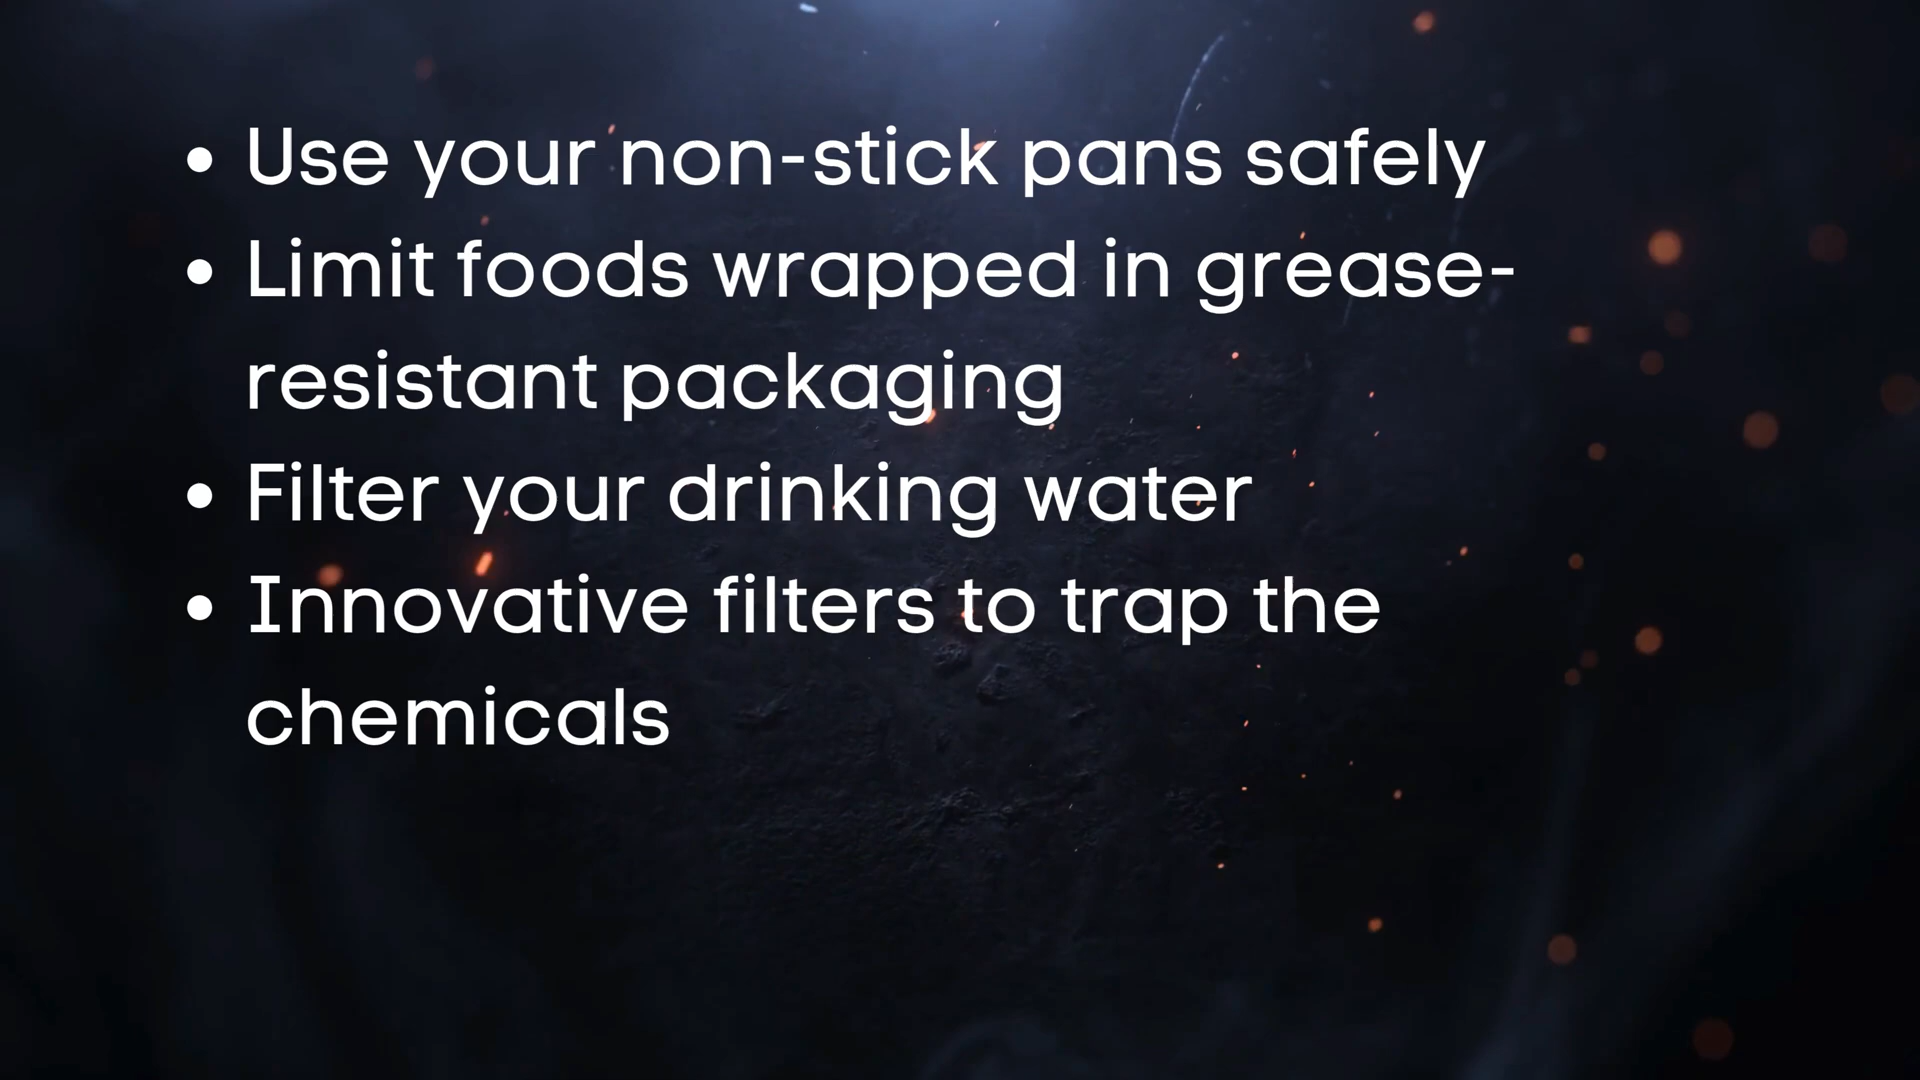 • Use your non-stick pans safely
• Limit foods wrapped in grease-
resistant packaging
• Filter your drinking water
• Innovative filters to trap the
chemicals